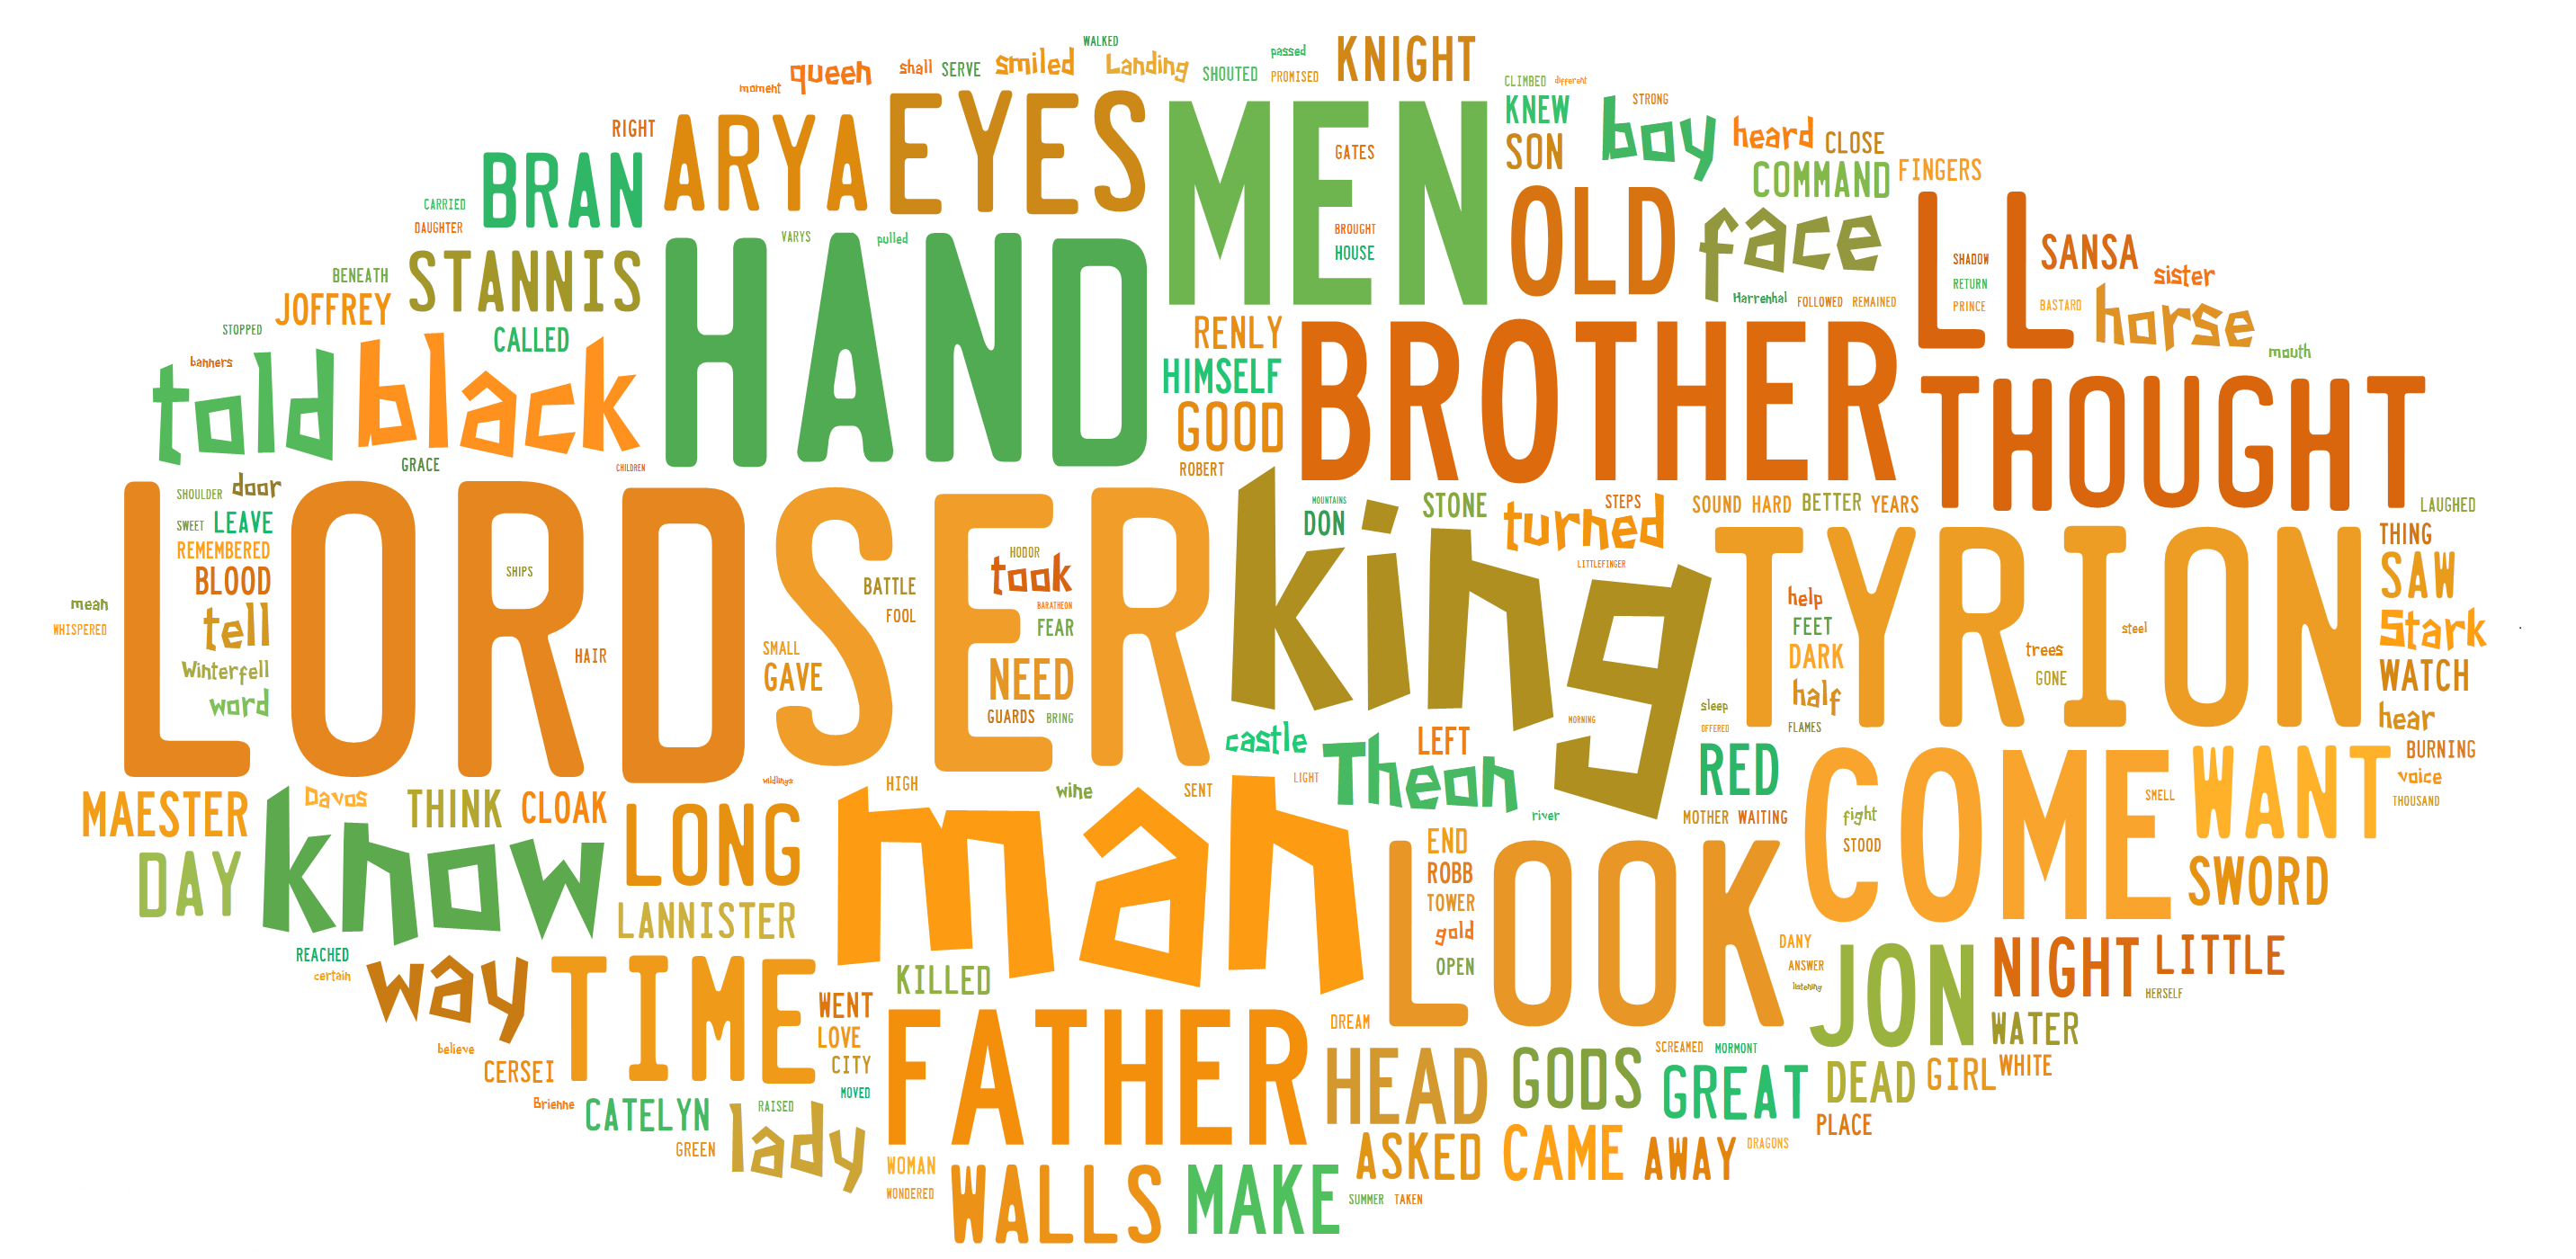 WALKED
queen shall SERVE smiled Landing SHOUTED passed PROMISED KNIGHT
moment CLIMBED different
RIGHT ARYA EYES MEN GATES KNEW STRONG boy heard CLOSE
BRAN SON COMMAND FINGERS
CARRIED
DAUGHTER VARYS pulled BROUGHT OLD face LL SANSA
STANNIS HAND HOUSE SHADOW sister
BENEATH RETURN
JOFFREY Harrenhal FOLLOWED REMAINED PRINCE BASTARD horse
STOPPED CALLED RENLY BROTHER mouth
banners HIMSELF
told black GOOD THOUGHT
GRACE CHILDREN ROBERT
SHOULDER door MOUNTAINS STONE STEPS SOUND HARD BETTER YEARS LAUGHED
SWEET LEAVE DON turned THING
REMEMBERED HODOR LITTLEFINGER
BLOOD SHIPS BATTLE took SAW
mean LORD SER king TYRION help
WHISPERED tell FOOL BARATHEON FEET steel Stark
FEAR
HAIR SMALL DARK trees
Winterfell GAVE NEED GONE WATCH
word GUARDS BRING MORNING sleep half hear
castle LEFT OFFERED FLAMES
BURNING
wildlings HIGH wine SENT LIGHT Theon RED COME WANT voice
MAESTER Davos THINK CLOAK river MOTHER WAITING fight SMELL THOUSAND
know LONG man END LOOK STOOD
DAY ROBB SWORD
LANNISTER TOWER
REACHED gold DANY JON NIGHT LITTLE
certain way TIME KILLED OPEN ANSWER
listening HERSELF
WENT FATHER DREAM WATER
believe LOVE SCREAMED MORMONT
CERSEI CITY HEAD GODS GREAT DEAD GIRL WHITE
Brienne CATELYN RAISED MOVED PLACE
GREEN lady WOMAN ASKED CAME AWAY DRAGONS
WONDERED WALLS MAKE SUMMER TAKEN